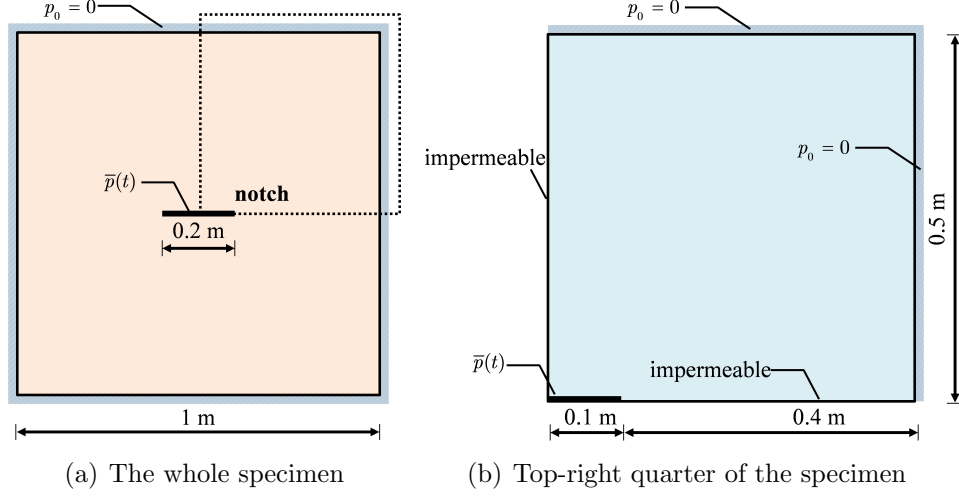 p₀ = 0
p̄(t)
notch
0.2 m
1 m
(a) The whole specimen
p₀ = 0
impermeable
p₀ = 0
0.5 m
p̄(t)
impermeable
0.1 m
0.4 m
(b) Top-right quarter of the specimen